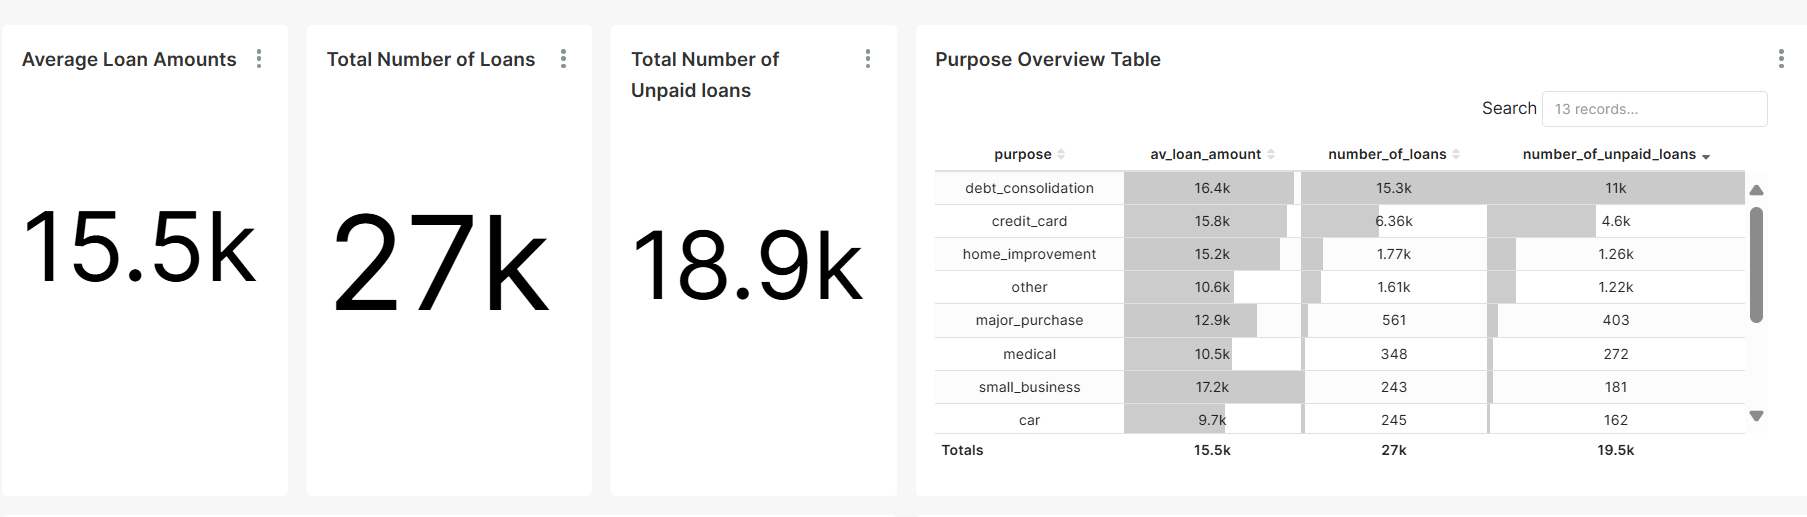 Average Loan Amounts
15.5k
Total Number of Loans
27k
Total Number of
Unpaid loans
18.9k
Purpose Overview Table
Search 13 records...
purpose av_loan_amount number_of_loans number_of_unpaid_loans
debt_consolidation 16.4k 15.3k 11k
credit_card 15.8k 6.36k 4.6k
home_improvement 15.2k 1.77k 1.26k
other 10.6k 1.61k 1.22k
major_purchase 12.9k 561 403
medical 10.5k 348 272
small_business 17.2k 243 181
car 9.7k 245 162
Totals 15.5k 27k 19.5k